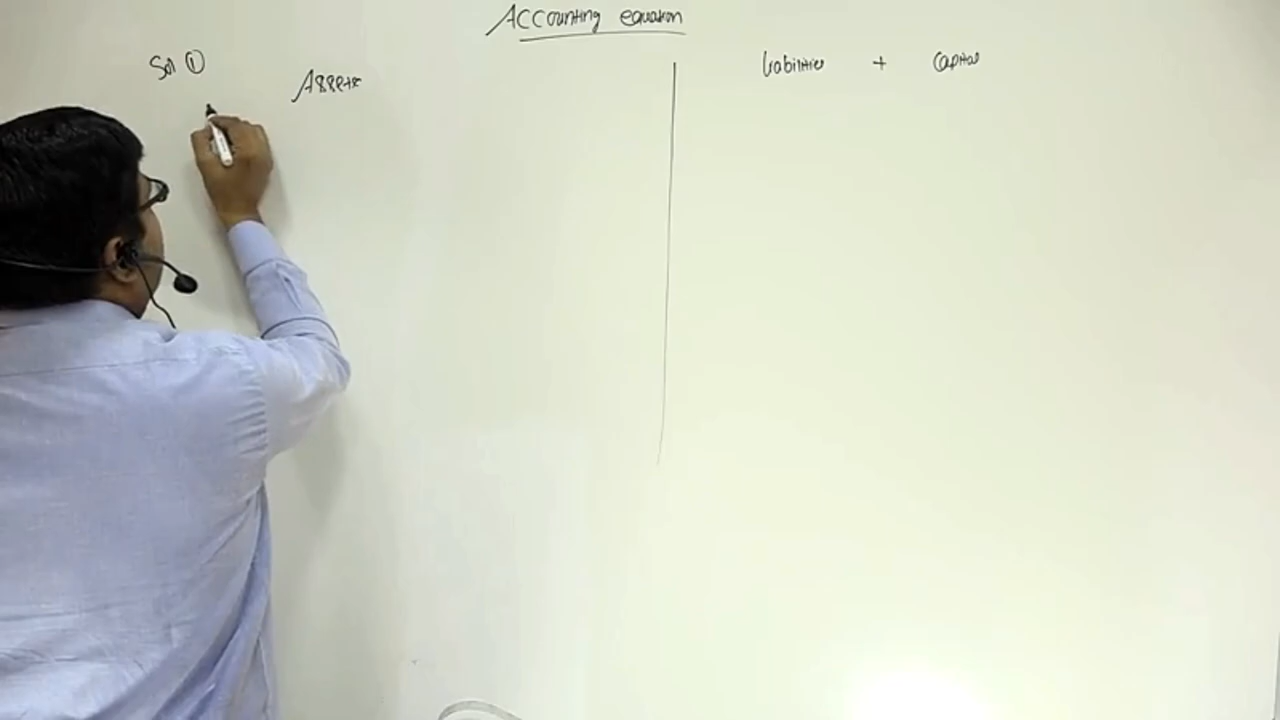 Accounting equation
Sol ①
Assets
Liabilities + Capital